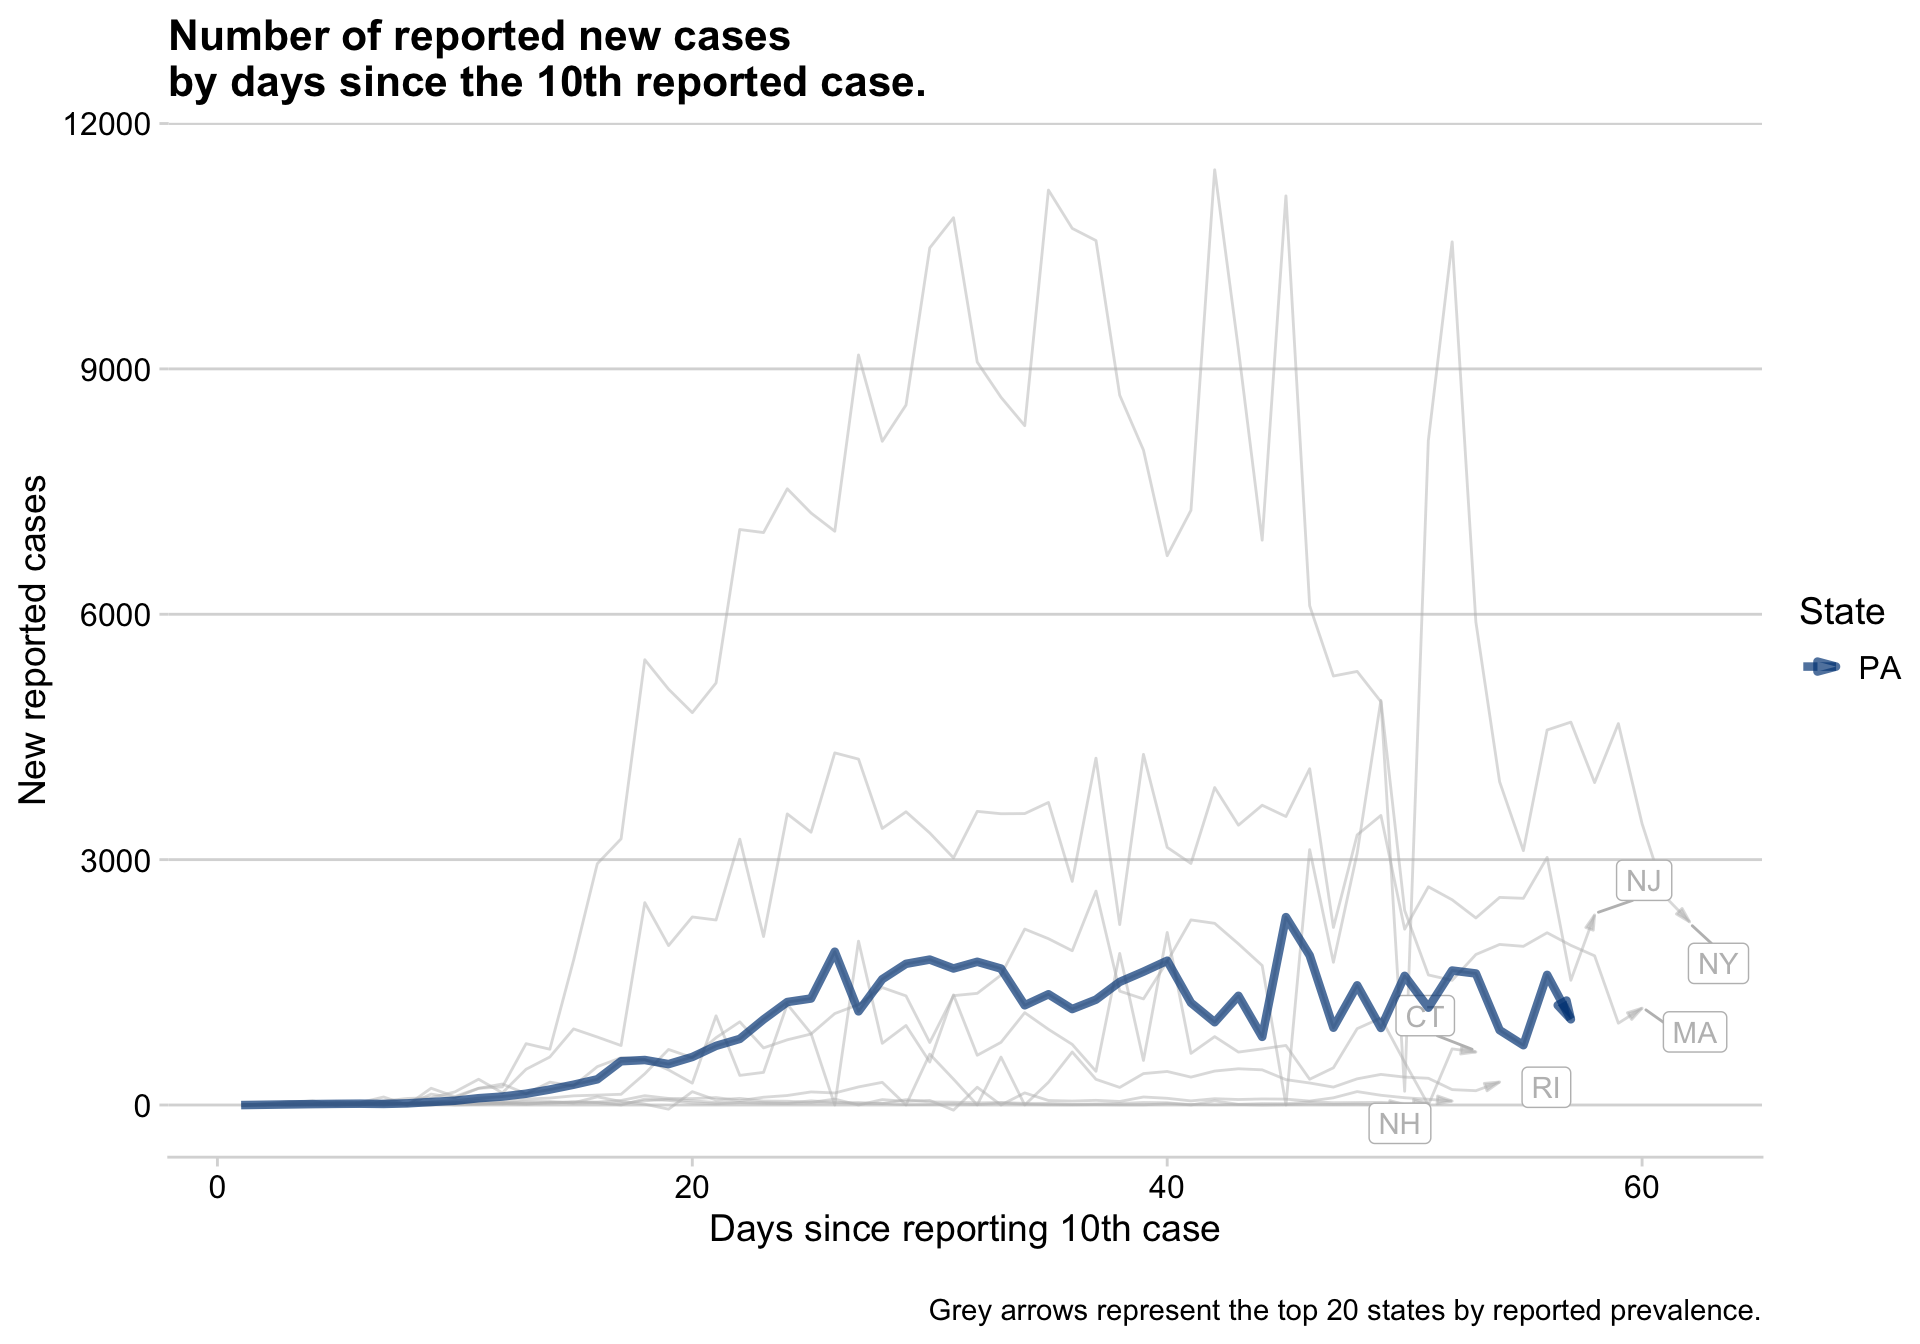 Number of reported new cases
by days since the 10th reported case.
12000
9000
6000
3000
0
New reported cases
NJ
NY
CT
MA
RI
NH
State
PA
0 20 40 60
Days since reporting 10th case
Grey arrows represent the top 20 states by reported prevalence.